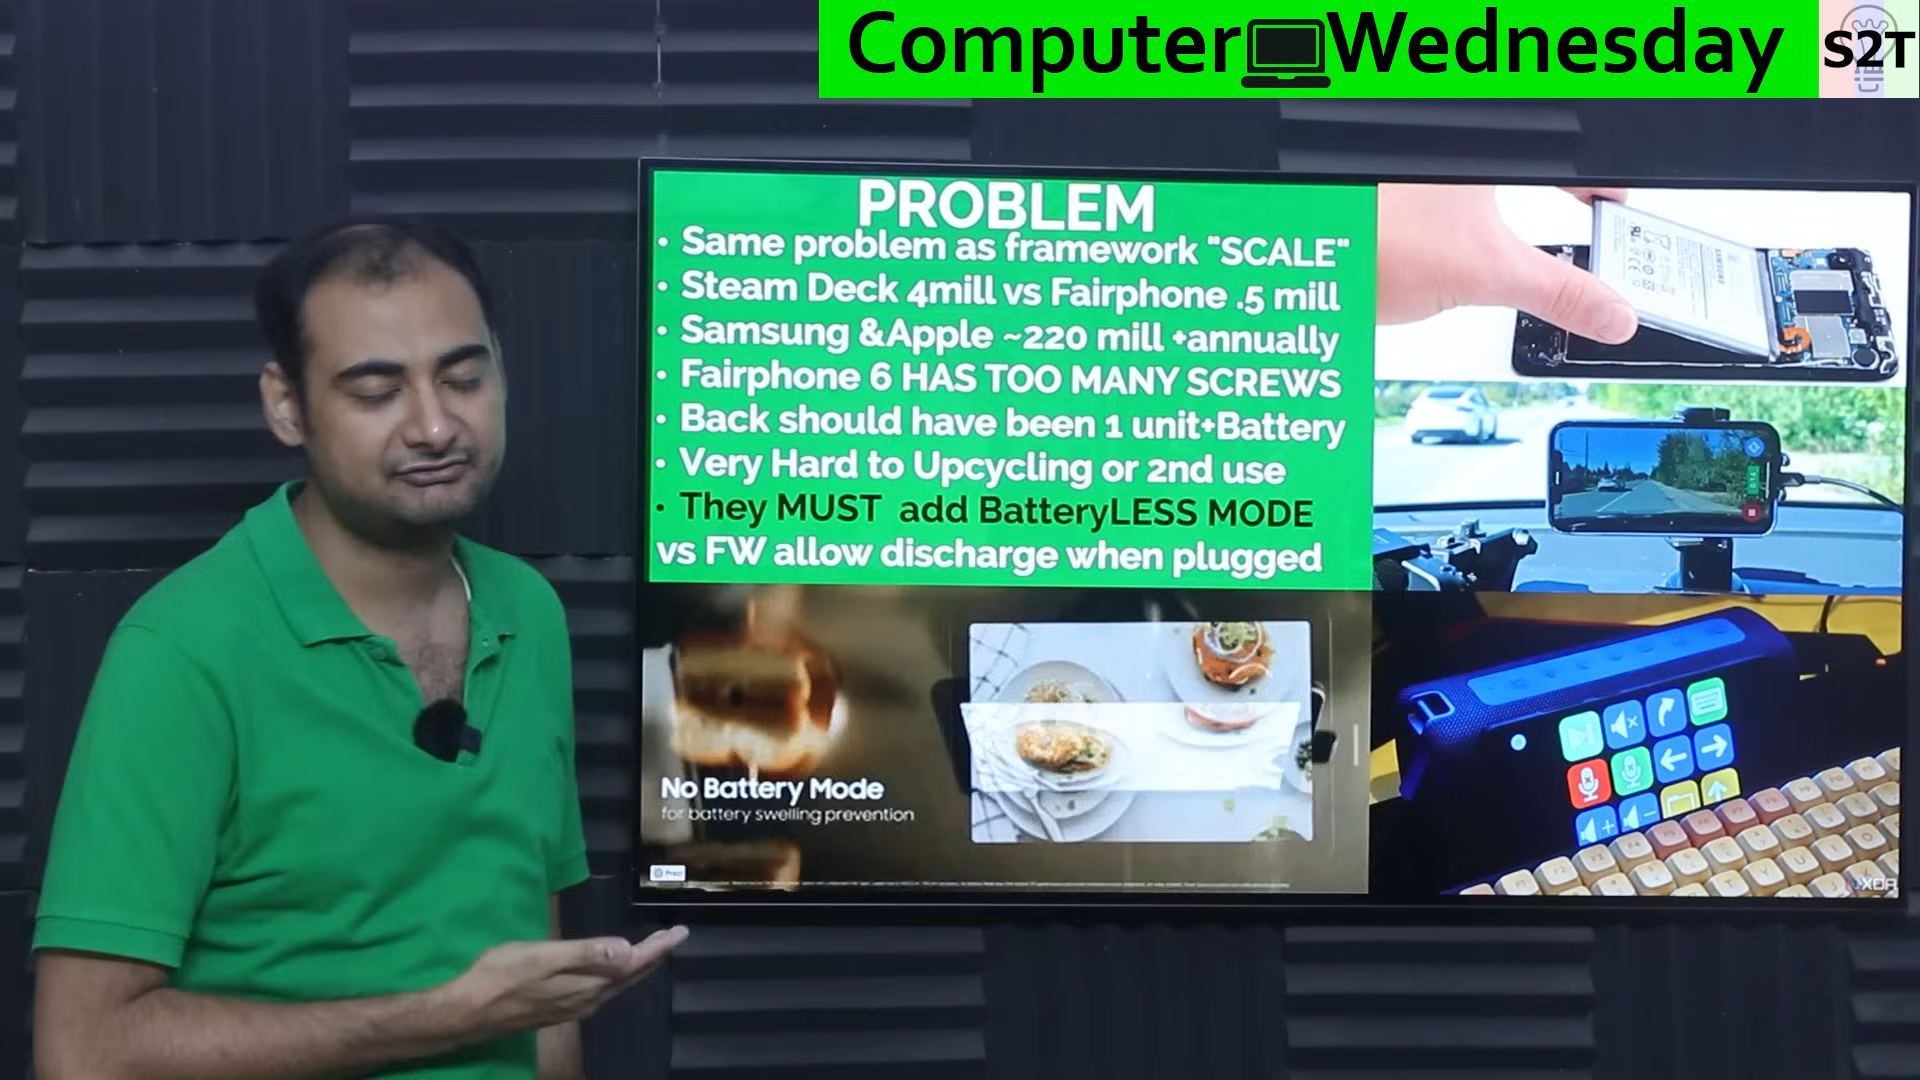 Computer Wednesday
S2T
PROBLEM
• Same problem as framework "SCALE"
• Steam Deck 4mill vs Fairphone .5 mill
• Samsung &Apple ~220 mill +annually
• Fairphone 6 HAS TOO MANY SCREWS
• Back should have been 1 unit+Battery
• Very Hard to Upcycling or 2nd use
• They MUST add BatteryLESS MODE
vs FW allow discharge when plugged
No Battery Mode
for battery swelling prevention
Prezi
SAMSUNG
XDA